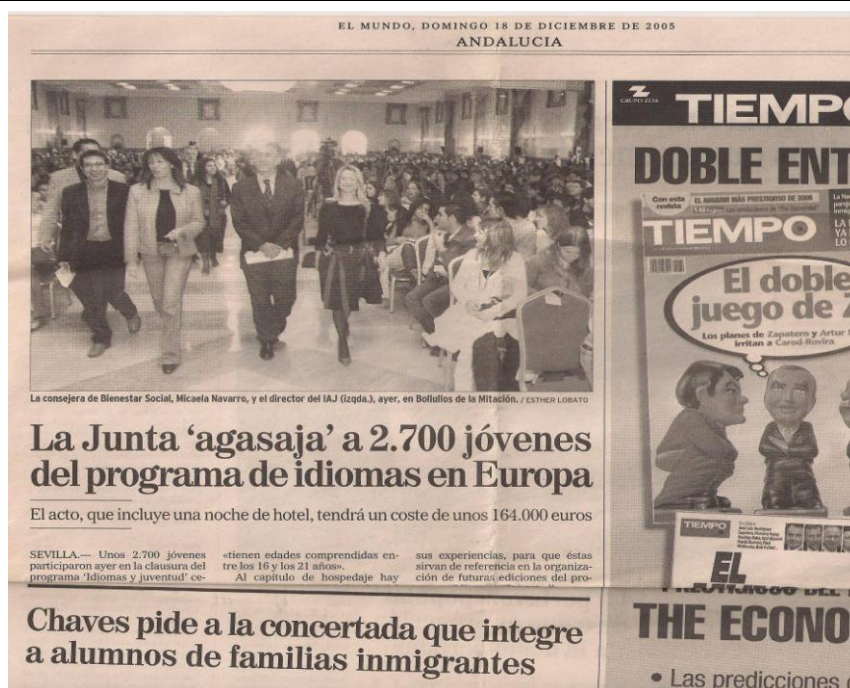 EL MUNDO, DOMINGO 18 DE DICIEMBRE DE 2005
ANDALUCIA
La consejera de Bienestar Social, Micaela Navarro, y el director del IAJ (izqda.), ayer, en Bollullos de la Mitación. / ESTHER LOBATO
La Junta ‘agasaja’ a 2.700 jóvenes
del programa de idiomas en Europa
El acto, que incluye una noche de hotel, tendrá un coste de unos 164.000 euros
SEVILLA.— Unos 2.700 jóvenes
participaron ayer en la clausura del
programa ‘Idiomas y juventud’ ce-
«tienen edades comprendidas en-
tre los 16 y los 21 años».
Al capítulo de hospedaje hay
sus experiencias, para que éstas
sirvan de referencia en la organiza-
ción de futuras ediciones del pro-
Chaves pide a la concertada que integre
a alumnos de familias inmigrantes
GRUPO ZETA
TIEMPO
DOBLE ENT
Con esta
revista
EL ANUARIO MÁS PRESTIGIOSO DE 2006
TIEMPO
El doble
juego de Z
Los planes de Zapatero y Artur
irritan a Carod-Rovira
TIEMPO
EL
THE ECONO
• Las predicciones